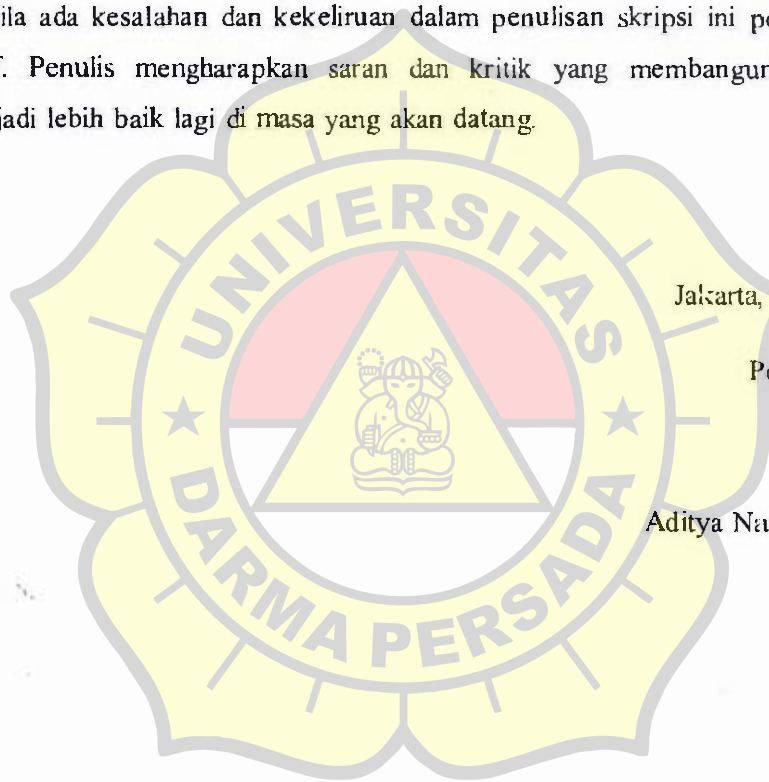 ila ada kesalahan dan kekeliruan dalam penulisan skripsi ini pe
. Penulis mengharapkan saran dan kritik yang membangun
jadi lebih baik lagi di masa yang akan datang.
UNIVERSITAS
Jakarta,
Pe
DARMA PERSADA
Aditya Na